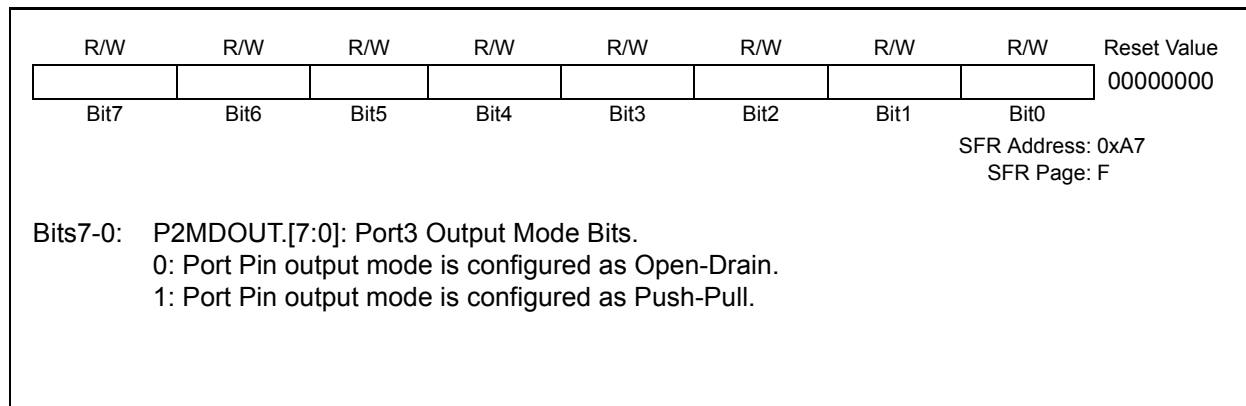 R/W R/W R/W R/W R/W R/W R/W R/W Reset Value
00000000
Bit7 Bit6 Bit5 Bit4 Bit3 Bit2 Bit1 Bit0
SFR Address: 0xA7
SFR Page: F
Bits7-0: P2MDOUT.[7:0]: Port3 Output Mode Bits.
0: Port Pin output mode is configured as Open-Drain.
1: Port Pin output mode is configured as Push-Pull.